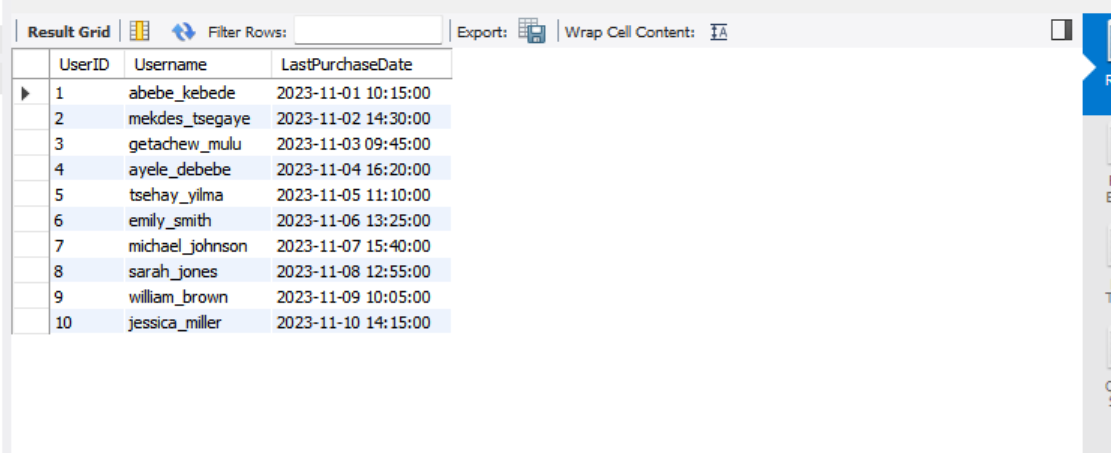 Result Grid Filter Rows: Export: Wrap Cell Content:
UserID Username LastPurchaseDate
1 abebe_kebede 2023-11-01 10:15:00
2 mekdes_tsegaye 2023-11-02 14:30:00
3 getachew_mulu 2023-11-03 09:45:00
4 ayele_debebe 2023-11-04 16:20:00
5 tsehay_yilma 2023-11-05 11:10:00
6 emily_smith 2023-11-06 13:25:00
7 michael_johnson 2023-11-07 15:40:00
8 sarah_jones 2023-11-08 12:55:00
9 william_brown 2023-11-09 10:05:00
10 jessica_miller 2023-11-10 14:15:00